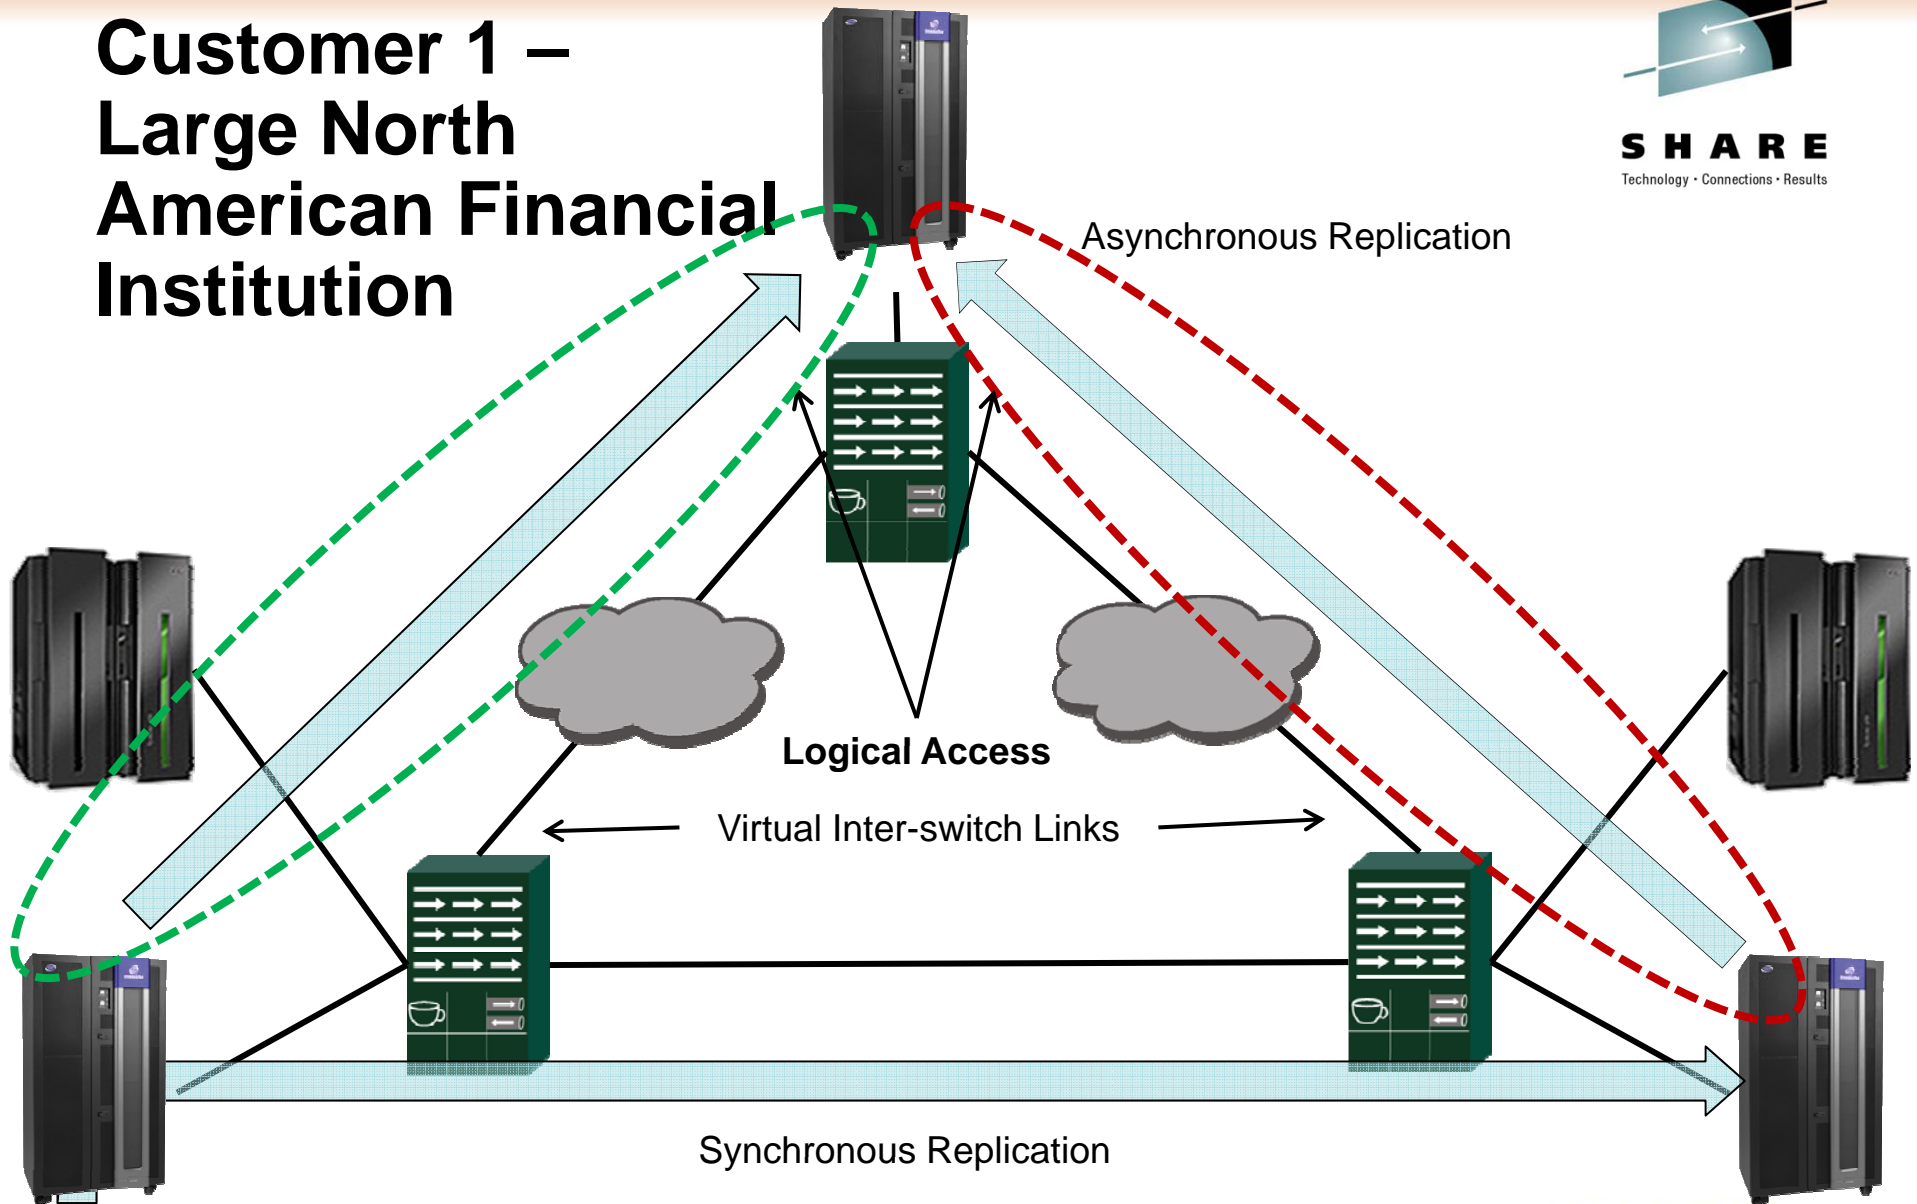 Customer 1 –
Large North
American Financial
Institution
S H A R E
Technology · Connections · Results
Asynchronous Replication
Logical Access
Virtual Inter-switch Links
Synchronous Replication